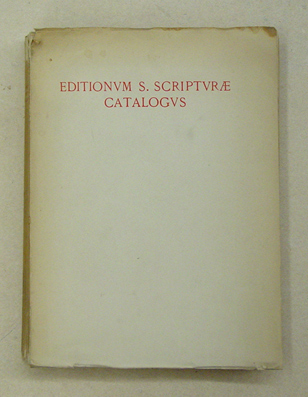 EDITIONVM S. SCRIPTVRÆ
CATALOGVS